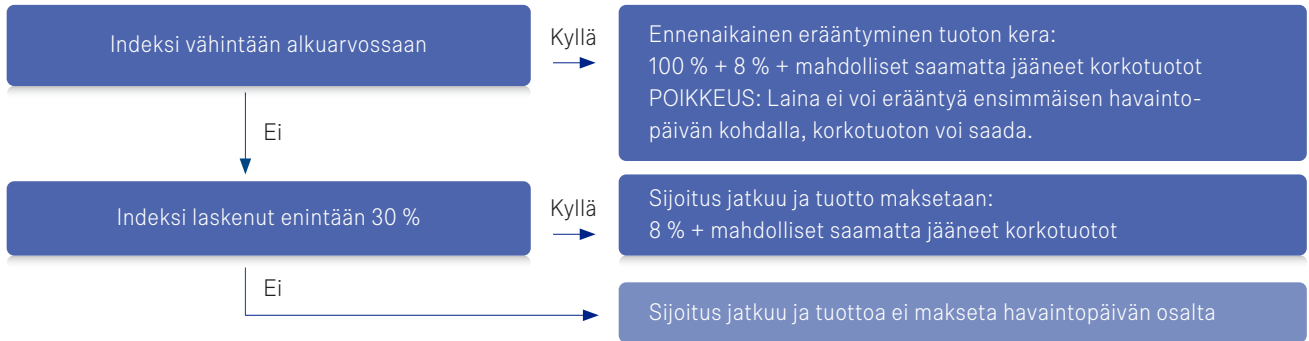 Indeksi vähintään alkuarvossaan
Kyllä
Ennenaikainen erääntyminen tuoton kera:
100 % + 8 % + mahdolliset saamatta jääneet korkotuotot
POIKKEUS: Laina ei voi erääntyä ensimmäisen havainto-
päivän kohdalla, korkotuoton voi saada.
Ei
Indeksi laskenut enintään 30 %
Kyllä
Sijoitus jatkuu ja tuotto maksetaan:
8 % + mahdolliset saamatta jääneet korkotuotot
Ei
Sijoitus jatkuu ja tuottoa ei makseta havaintopäivän osalta